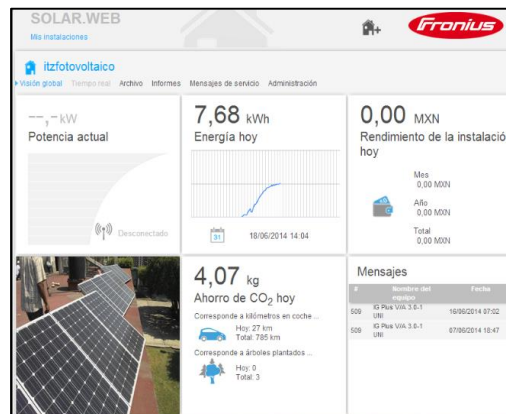 SOLAR.WEB
Mis instalaciones
Fronius
itzfotovoltaico
Visión global Tiempo real Archivo Informes Mensajes de servicio Administración
--,- kW
Potencia actual
Desconectado
7,68 kWh
Energía hoy
31
18/06/2014 14:04
0,00 MXN
Rendimiento de la instalació
hoy
Mes
0,00 MXN
Año
0,00 MXN
Total
0,00 MXN
4,07 kg
Ahorro de CO2 hoy
Corresponde a kilómetros en coche ...
Hoy: 27 km
Total: 785 km
Corresponde a árboles plantados ...
Hoy: 0
Total: 3
Mensajes
# Nombre del equipo Fecha
509 IG Plus V/A 3.0-1 UNI 16/06/2014 07:02
509 IG Plus V/A 3.0-1 UNI 07/06/2014 18:47